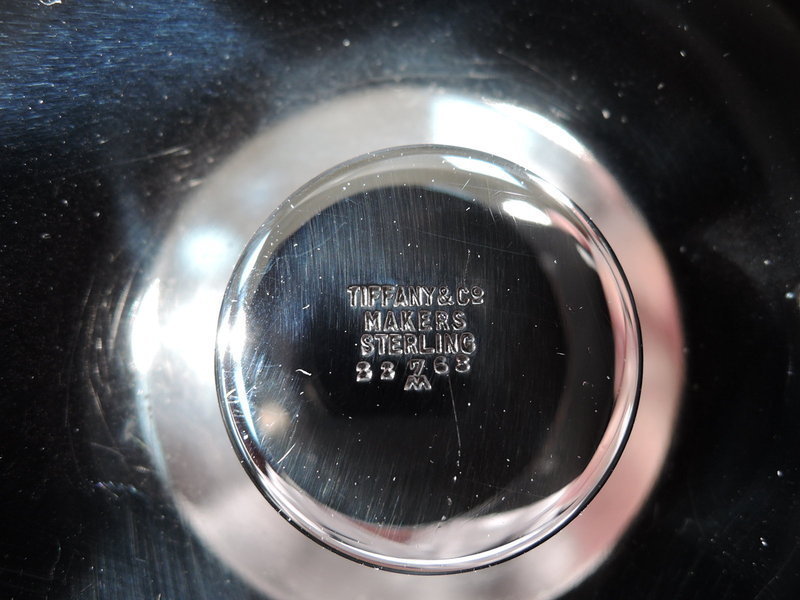 TIFFANY & Co
MAKERS
STERLING
22763
M